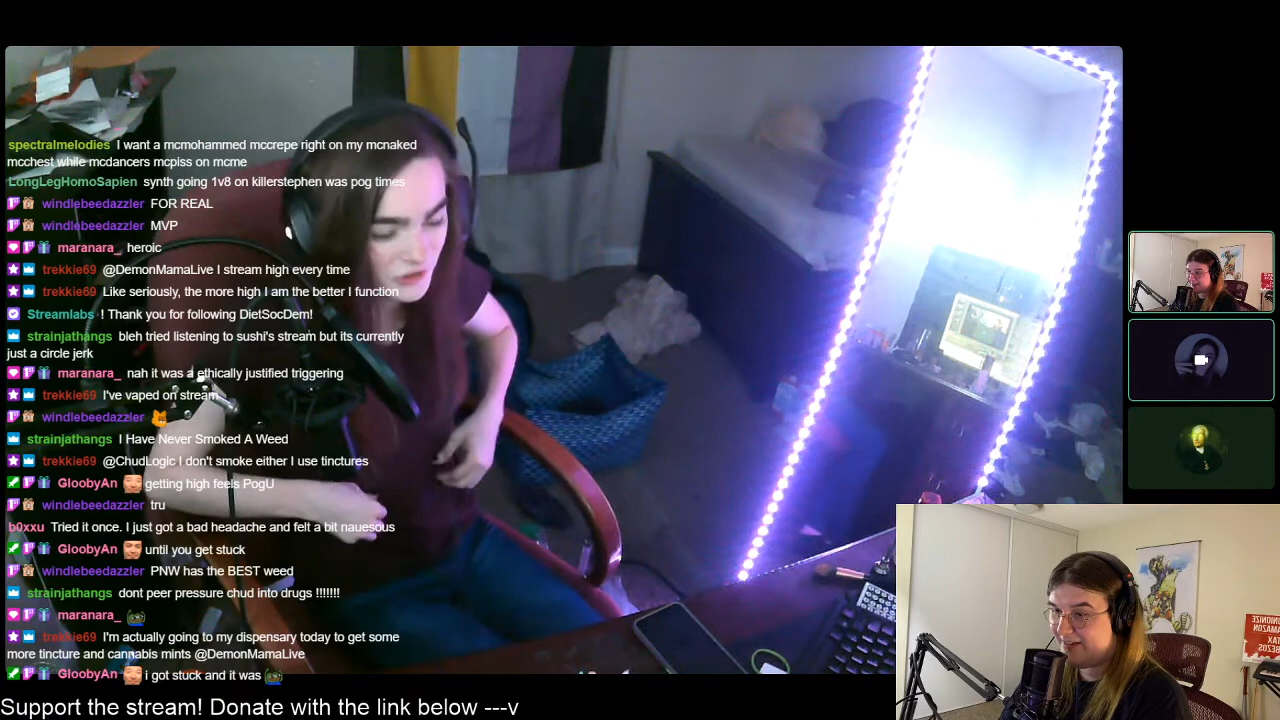 spectralmelodies I want a mcmohammed mccrepe right on my mcnaked
mcchest while mcdancers mcpiss on mcme
LongLegHomoSapien synth going 1v8 on killerstephen was pog times
windlebeedazzler FOR REAL
windlebeedazzler MVP
maranara_ heroic
trekkie69 @DemonMamaLive I stream high every time
trekkie69 Like seriously, the more high I am the better I function
Streamlabs ! Thank you for following DietSocDem!
strainjathangs bleh tried listening to sushi's stream but its currently
just a circle jerk
maranara_ nah it was a ethically justified triggering
trekkie69 I've vaped on stream
windlebeedazzler
strainjathangs I Have Never Smoked A Weed
trekkie69 @ChudLogic I don't smoke either I use tinctures
GloobyAn getting high feels PogU
windlebeedazzler tru
b0xxu Tried it once. I just got a bad headache and felt a bit nauesous
GloobyAn until you get stuck
windlebeedazzler PNW has the BEST weed
strainjathangs dont peer pressure chud into drugs !!!!!!!
maranara_
trekkie69 I'm actually going to my dispensary today to get some
more tincture and cannabis mints @DemonMamaLive
GloobyAn i got stuck and it was
Support the stream! Donate with the link below ---v
UNIONIZE
AMAZON
TAX
BEZOS